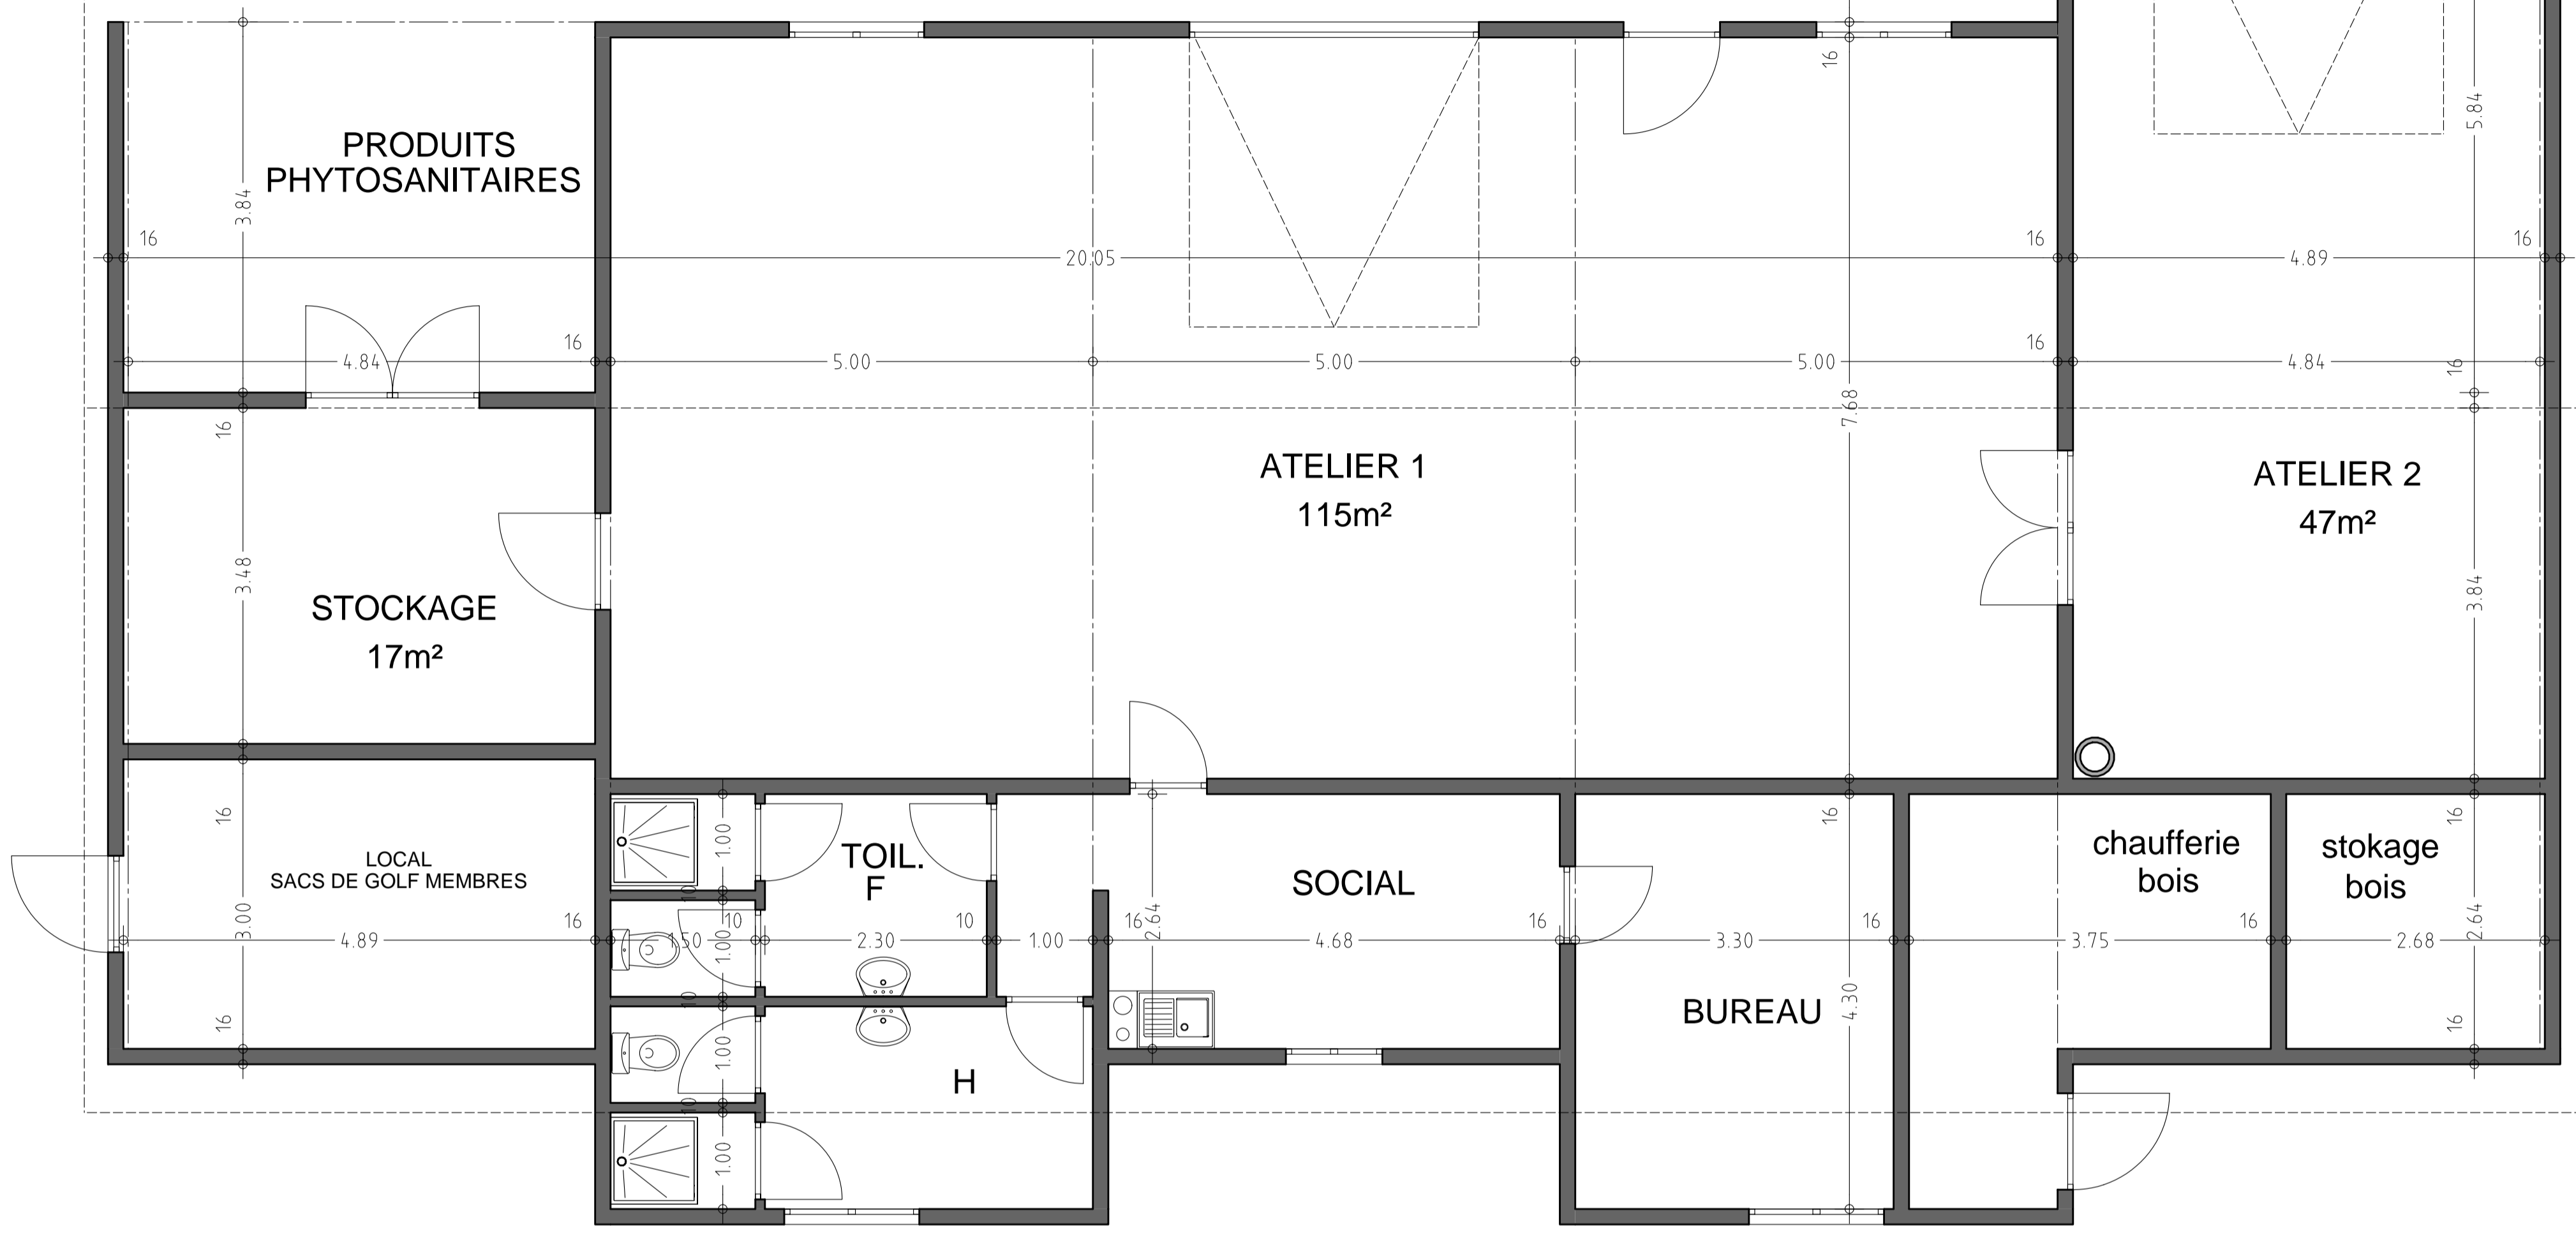 16
5.84
PRODUITS
PHYTOSANITAIRES
3.84
16
20.05
16
4.89
16
4.84
16
5.00
5.00
5.00
16
4.84
16
7.68
16
ATELIER 1
115m²
ATELIER 2
47m²
3.48
3.84
STOCKAGE
17m²
16
LOCAL
SACS DE GOLF MEMBRES
3.00
4.89
16
16
1.00
TOIL.
F
10
10
1.00
10
2.30
1.00
10
1.00
10
1.00
H
16
2.64
SOCIAL
4.68
16
16
3.30
16
BUREAU
4.30
chaufferie
bois
3.75
16
stokage
bois
16
2.64
2.68
16